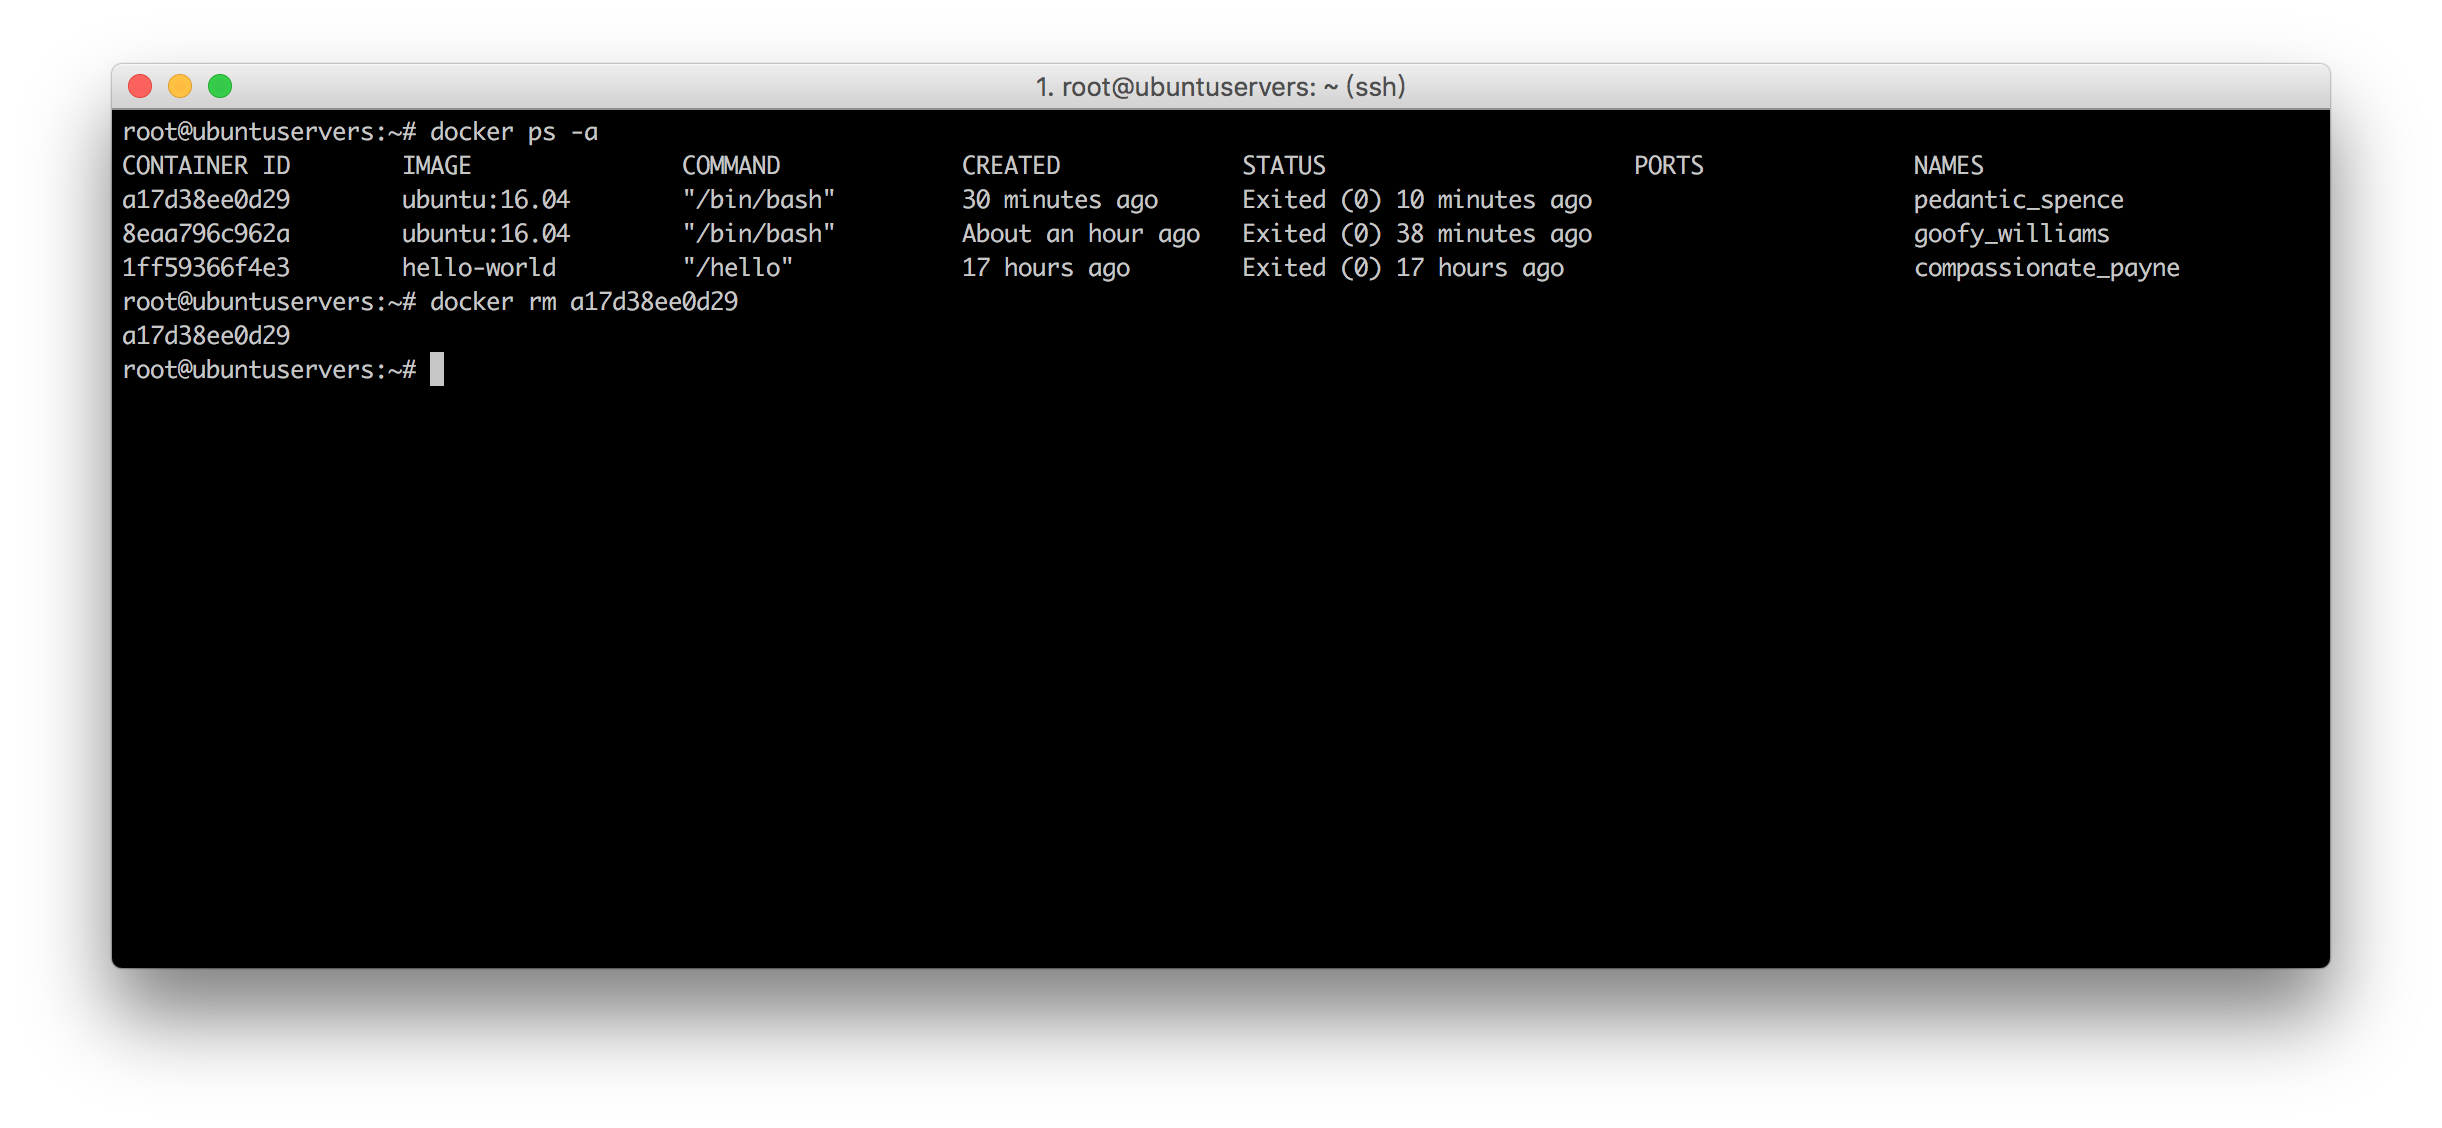 1. root@ubuntuservers: ~ (ssh)
root@ubuntuservers:~# docker ps -a
CONTAINER ID        IMAGE               COMMAND             CREATED             STATUS                      PORTS               NAMES
a17d38ee0d29        ubuntu:16.04        "/bin/bash"         30 minutes ago      Exited (0) 10 minutes ago                       pedantic_spence
8eaa796c962a        ubuntu:16.04        "/bin/bash"         About an hour ago   Exited (0) 38 minutes ago                       goofy_williams
1ff59366f4e3        hello-world         "/hello"            17 hours ago        Exited (0) 17 hours ago                         compassionate_payne
root@ubuntuservers:~# docker rm a17d38ee0d29
a17d38ee0d29
root@ubuntuservers:~#